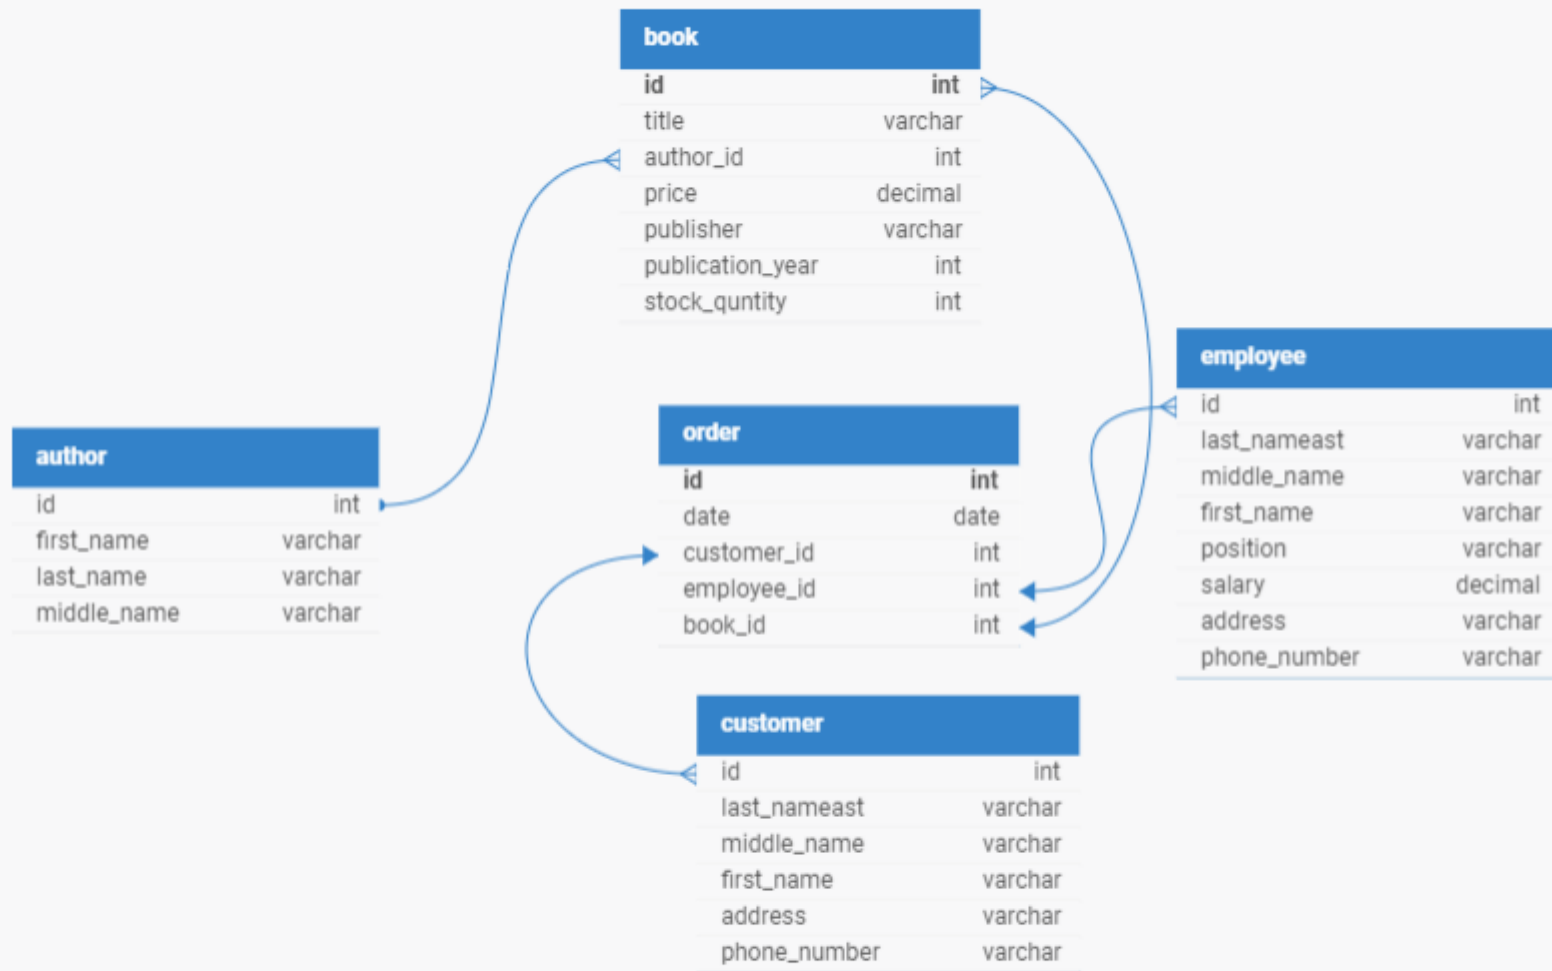 book
id int
title varchar
author_id int
price decimal
publisher varchar
publication_year int
stock_quntity int
employee
id int
last_nameast varchar
middle_name varchar
first_name varchar
position varchar
salary decimal
address varchar
phone_number varchar
order
id int
date date
customer_id int
employee_id int
book_id int
author
id int
first_name varchar
last_name varchar
middle_name varchar
customer
id int
last_nameast varchar
middle_name varchar
first_name varchar
address varchar
phone_number varchar